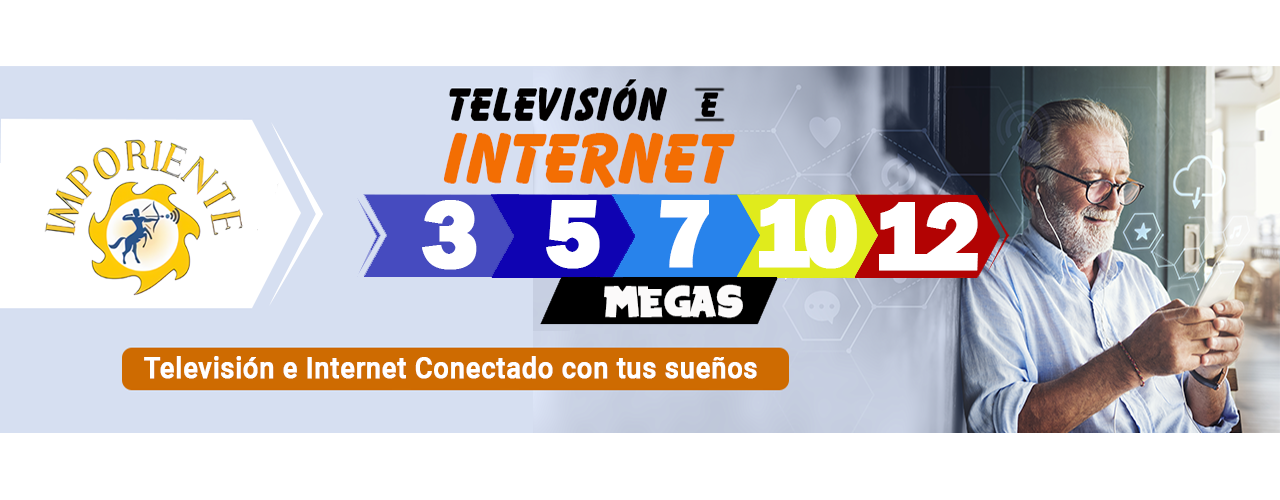 IMPORIENTE
TELEVISIÓN E
INTERNET
3 5 7 10 12
MEGAS
Televisión e Internet Conectado con tus sueños